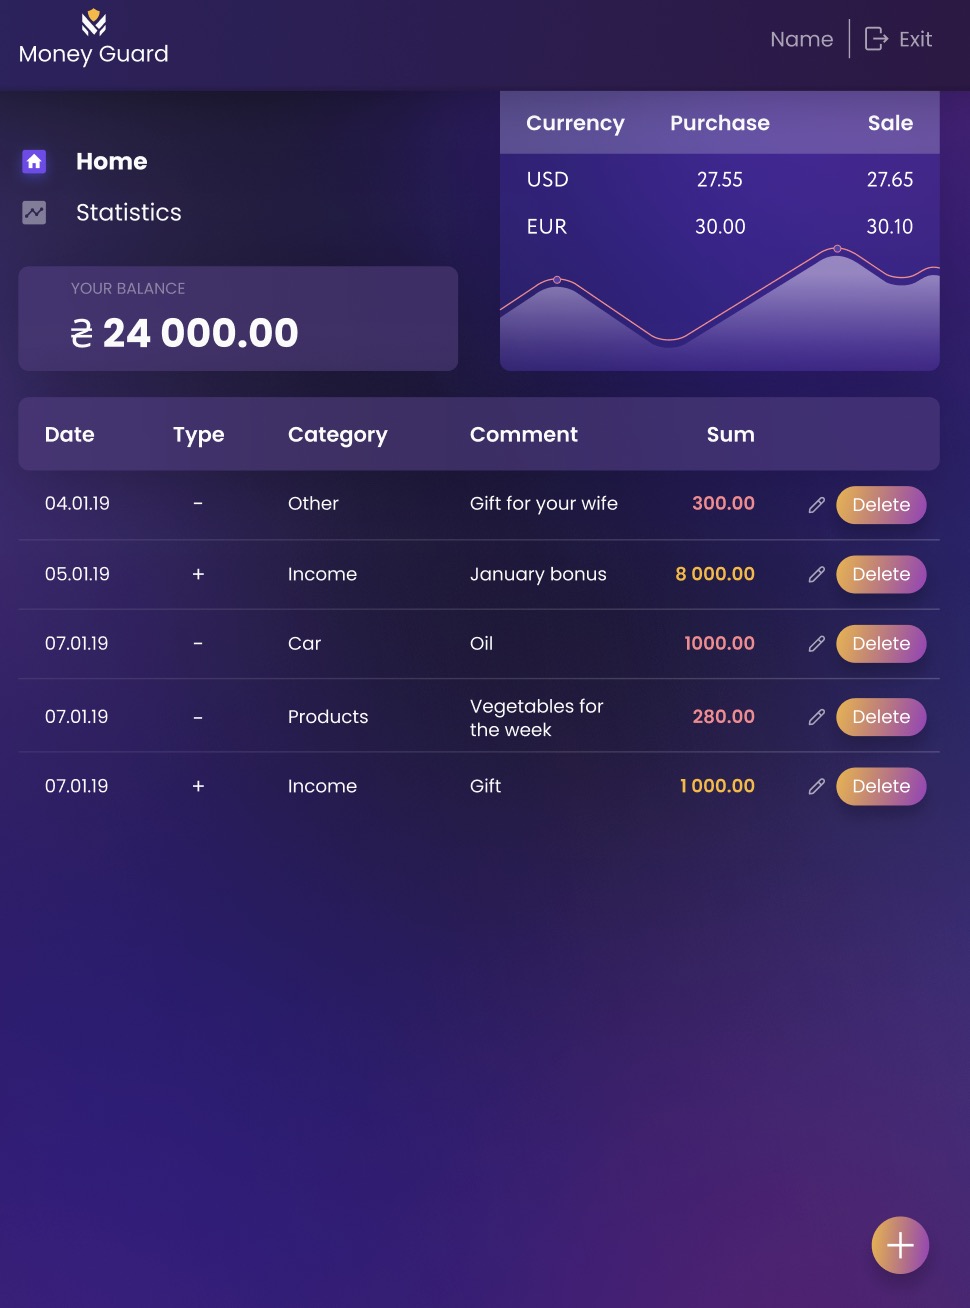 Money Guard
Name
Exit
Home
Statistics
YOUR BALANCE
₴ 24 000.00
Currency Purchase Sale
USD 27.55 27.65
EUR 30.00 30.10
Date Type Category Comment Sum
04.01.19 - Other Gift for your wife 300.00 Delete
05.01.19 + Income January bonus 8 000.00 Delete
07.01.19 - Car Oil 1000.00 Delete
07.01.19 - Products Vegetables for
the week 280.00 Delete
07.01.19 + Income Gift 1 000.00 Delete
+